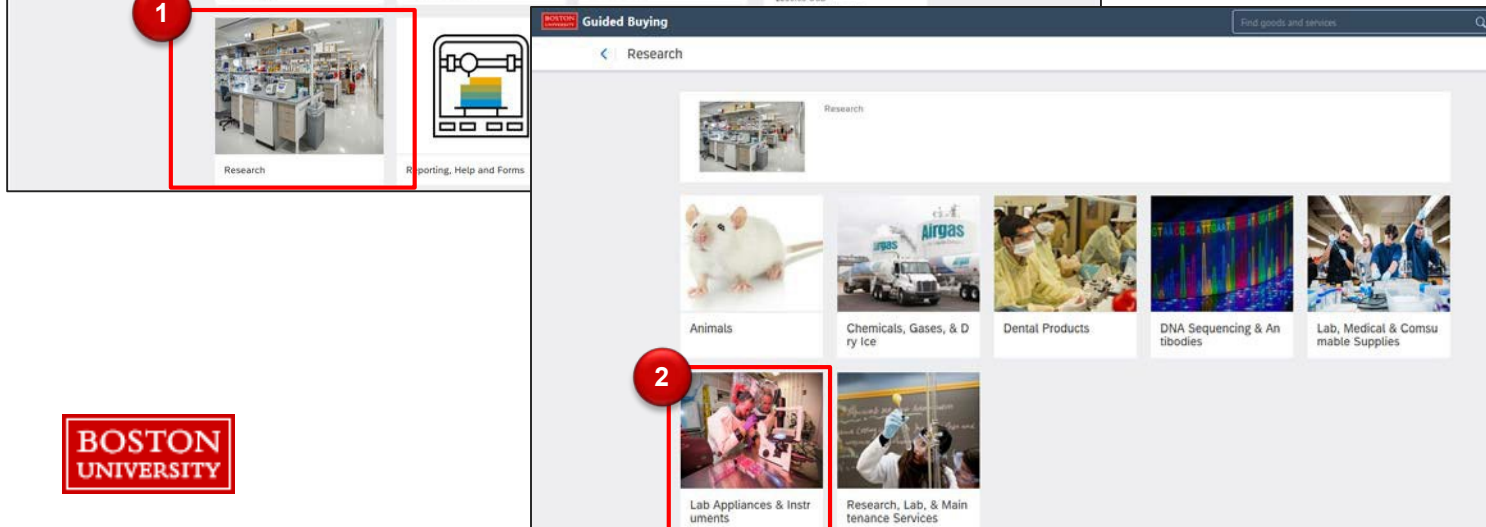 1
Research
Reporting, Help and Forms
BOSTON
UNIVERSITY
Guided Buying
Find goods and services
Research
Research
Animals
Airgas
Airgas
Chemicals, Gases, & D
ry Ice
Dental Products
GTAACGCCATTGAAT
DNA Sequencing & An
tibodies
Lab, Medical & Comsu
mable Supplies
2
Lab Appliances & Instr
uments
Research, Lab, & Main
tenance Services
BOSTON
UNIVERSITY